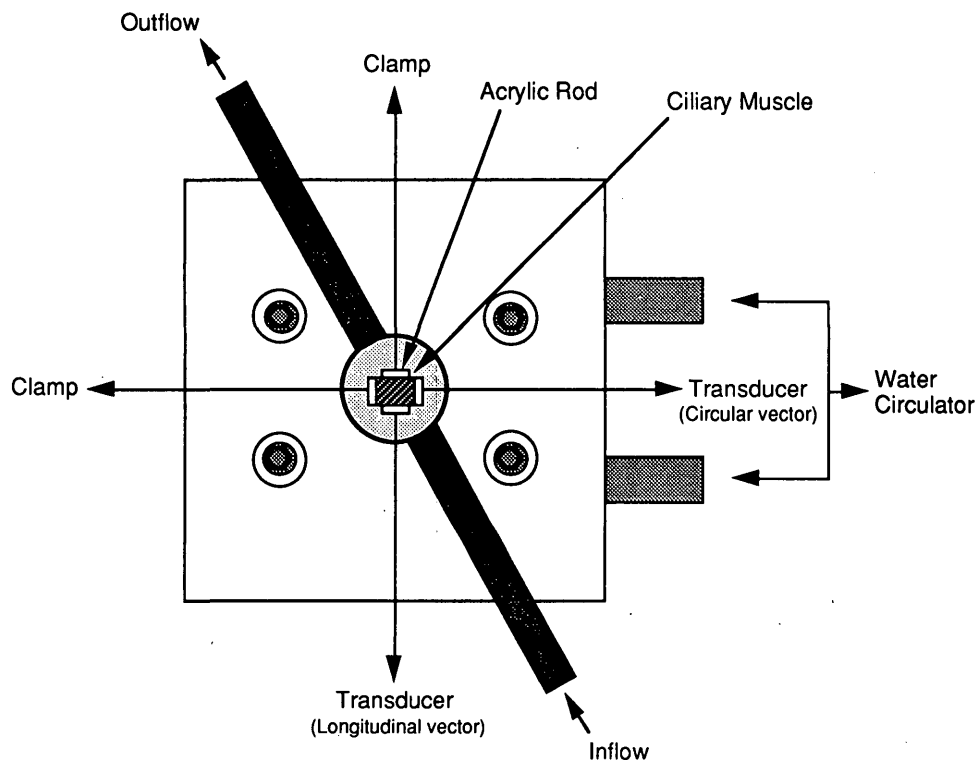 Outflow
Clamp
Acrylic Rod
Ciliary Muscle
Clamp
Transducer
(Circular vector)
Water
Circulator
Transducer
(Longitudinal vector)
Inflow